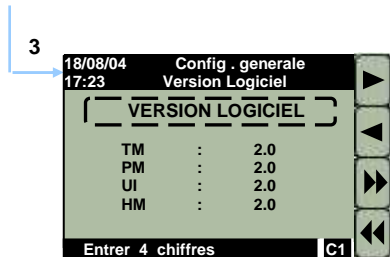 3
18/08/04 Config . generale
17:23 Version Logiciel
VERSION LOGICIEL
TM : 2.0
PM : 2.0
UI : 2.0
HM : 2.0
Entrer 4 chiffres C1